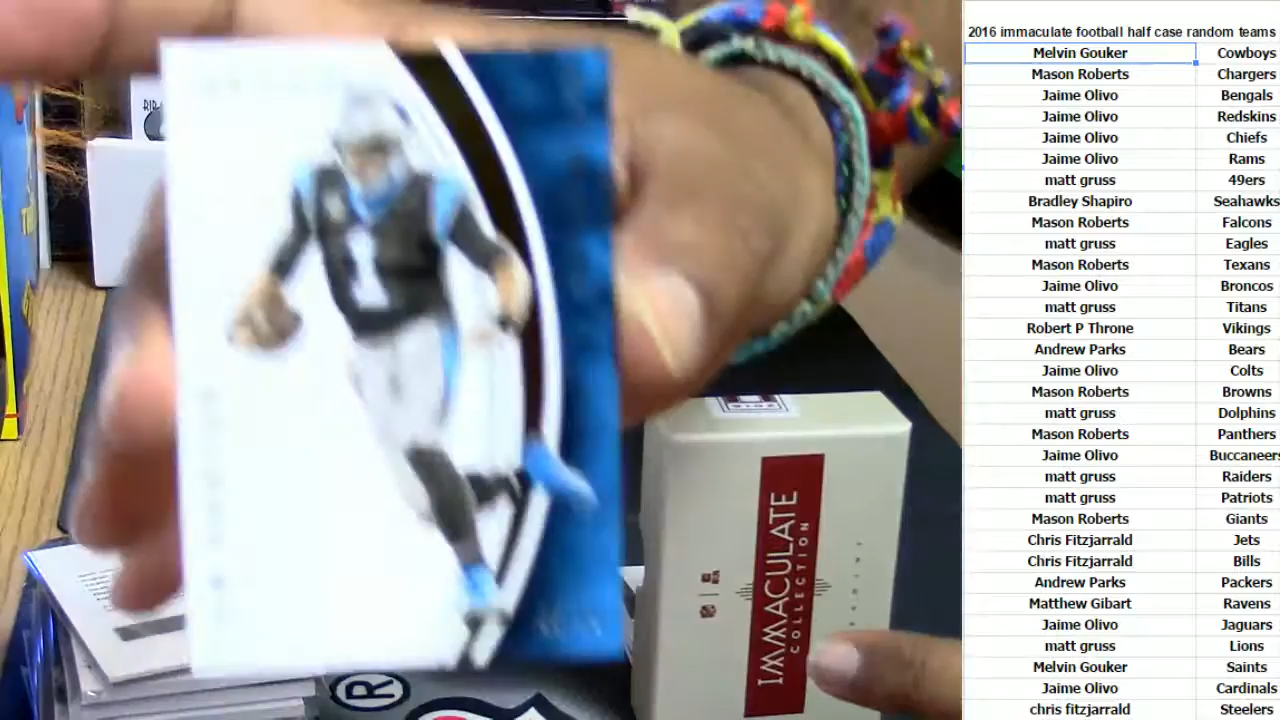 2016 immaculate football half case random teams
Melvin Gouker Cowboys
Mason Roberts Chargers
Jaime Olivo Bengals
Jaime Olivo Redskins
Jaime Olivo Chiefs
Jaime Olivo Rams
matt gruss 49ers
Bradley Shapiro Seahawks
Mason Roberts Falcons
matt gruss Eagles
Mason Roberts Texans
Jaime Olivo Broncos
matt gruss Titans
Robert P Throne Vikings
Andrew Parks Bears
Jaime Olivo Colts
Mason Roberts Browns
matt gruss Dolphins
Mason Roberts Panthers
Jaime Olivo Buccaneers
matt gruss Raiders
matt gruss Patriots
Mason Roberts Giants
Chris Fitzjarrald Jets
Chris Fitzjarrald Bills
Andrew Parks Packers
Matthew Gibart Ravens
Jaime Olivo Jaguars
matt gruss Lions
Melvin Gouker Saints
Jaime Olivo Cardinals
chris fitzjarrald Steelers
1
IMMACULATE
COLLECTION
R